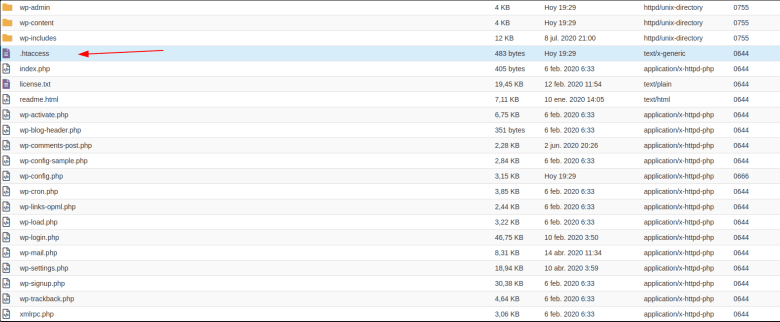 wp-admin 4 KB Hoy 19:29 httpd/unix-directory 0755
wp-content 4 KB Hoy 19:29 httpd/unix-directory 0755
wp-includes 12 KB 8 jul. 2020 21:00 httpd/unix-directory 0755
.htaccess 483 bytes Hoy 19:29 text/x-generic 0644
index.php 405 bytes 6 feb. 2020 6:33 application/x-httpd-php 0644
license.txt 19,45 KB 12 feb. 2020 11:54 text/plain 0644
readme.html 7,11 KB 10 ene. 2020 14:05 text/html 0644
wp-activate.php 6,75 KB 6 feb. 2020 6:33 application/x-httpd-php 0644
wp-blog-header.php 351 bytes 6 feb. 2020 6:33 application/x-httpd-php 0644
wp-comments-post.php 2,28 KB 2 jun. 2020 20:26 application/x-httpd-php 0644
wp-config-sample.php 2,84 KB 6 feb. 2020 6:33 application/x-httpd-php 0644
wp-config.php 3,15 KB Hoy 19:29 application/x-httpd-php 0666
wp-cron.php 3,85 KB 6 feb. 2020 6:33 application/x-httpd-php 0644
wp-links-opml.php 2,44 KB 6 feb. 2020 6:33 application/x-httpd-php 0644
wp-load.php 3,22 KB 6 feb. 2020 6:33 application/x-httpd-php 0644
wp-login.php 46,75 KB 10 feb. 2020 3:50 application/x-httpd-php 0644
wp-mail.php 8,31 KB 14 abr. 2020 11:34 application/x-httpd-php 0644
wp-settings.php 18,94 KB 10 abr. 2020 3:59 application/x-httpd-php 0644
wp-signup.php 30,38 KB 6 feb. 2020 6:33 application/x-httpd-php 0644
wp-trackback.php 4,64 KB 6 feb. 2020 6:33 application/x-httpd-php 0644
xmlrpc.php 3,06 KB 6 feb. 2020 6:33 application/x-httpd-php 0644